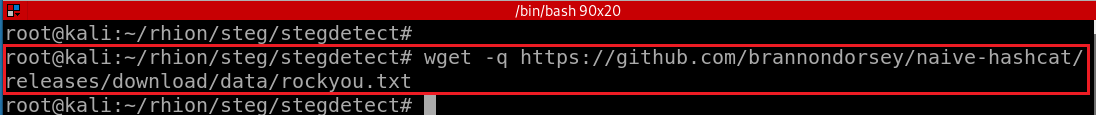 /bin/bash 90x20
root@kali:~/rhion/steg/stegdetect#
root@kali:~/rhion/steg/stegdetect# wget -q https://github.com/brannondorsey/naive-hashcat/
releases/download/data/rockyou.txt
root@kali:~/rhion/steg/stegdetect#